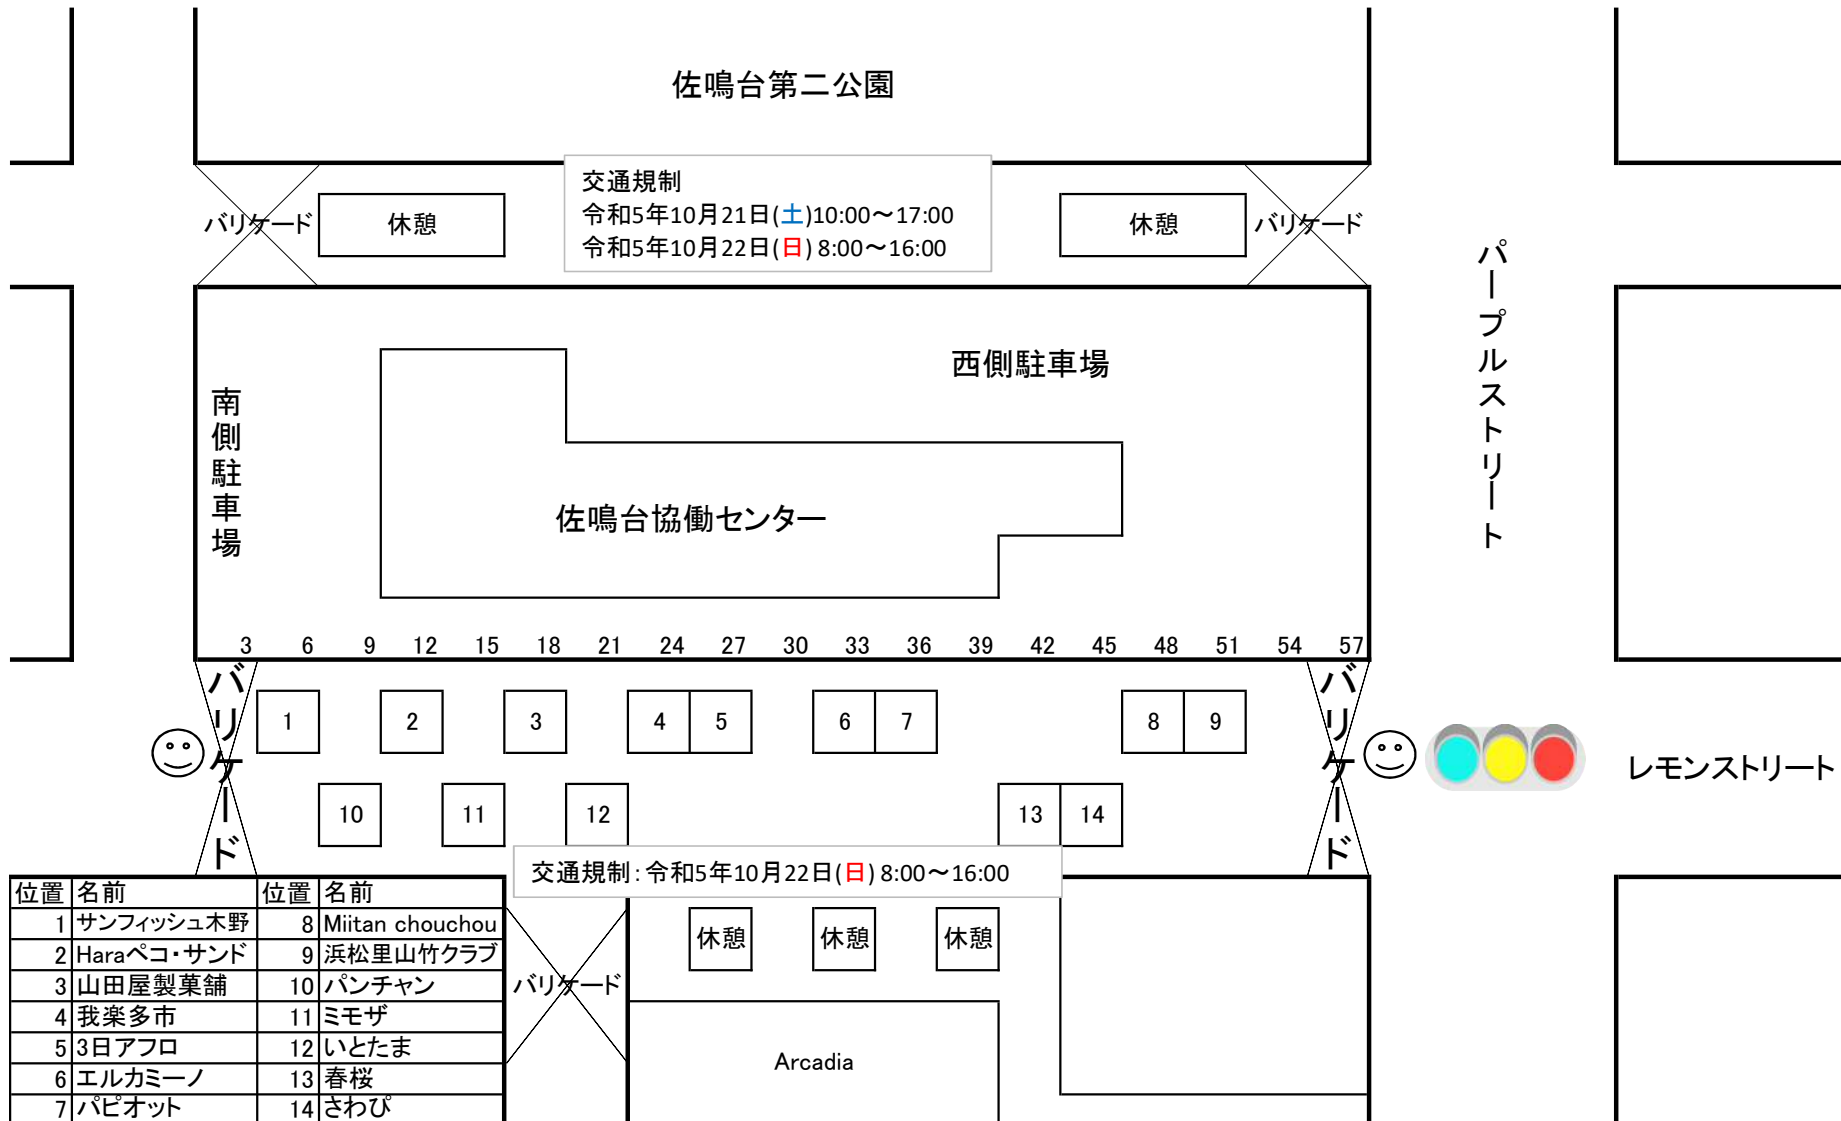 佐鳴台第二公園
交通規制
令和5年10月21日(土)10:00～17:00
令和5年10月22日(日) 8:00～16:00
バリケード
休憩
休憩
バリケード
パープルストリート
西側駐車場
南側駐車場
佐鳴台協働センター
3 6 9 12 15 18 21 24 27 30 33 36 39 42 45 48 51 54 57
バリケード
バリケード
1 2 3 4 5 6 7 8 9
レモンストリート
10 11 12 13 14
交通規制：令和5年10月22日(日) 8:00～16:00
位置 名前 位置 名前
1 サンフィッシュ木野 8 Miitan chouchou
2 Haraペコ・サンド 9 浜松里山竹クラブ
3 山田屋製菓舗 10 パンチャン
4 我楽多市 11 ミモザ
5 3日アフロ 12 いとたま
6 エルカミーノ 13 春桜
7 パピオット 14 さわび
バリケード
休憩 休憩 休憩
Arcadia